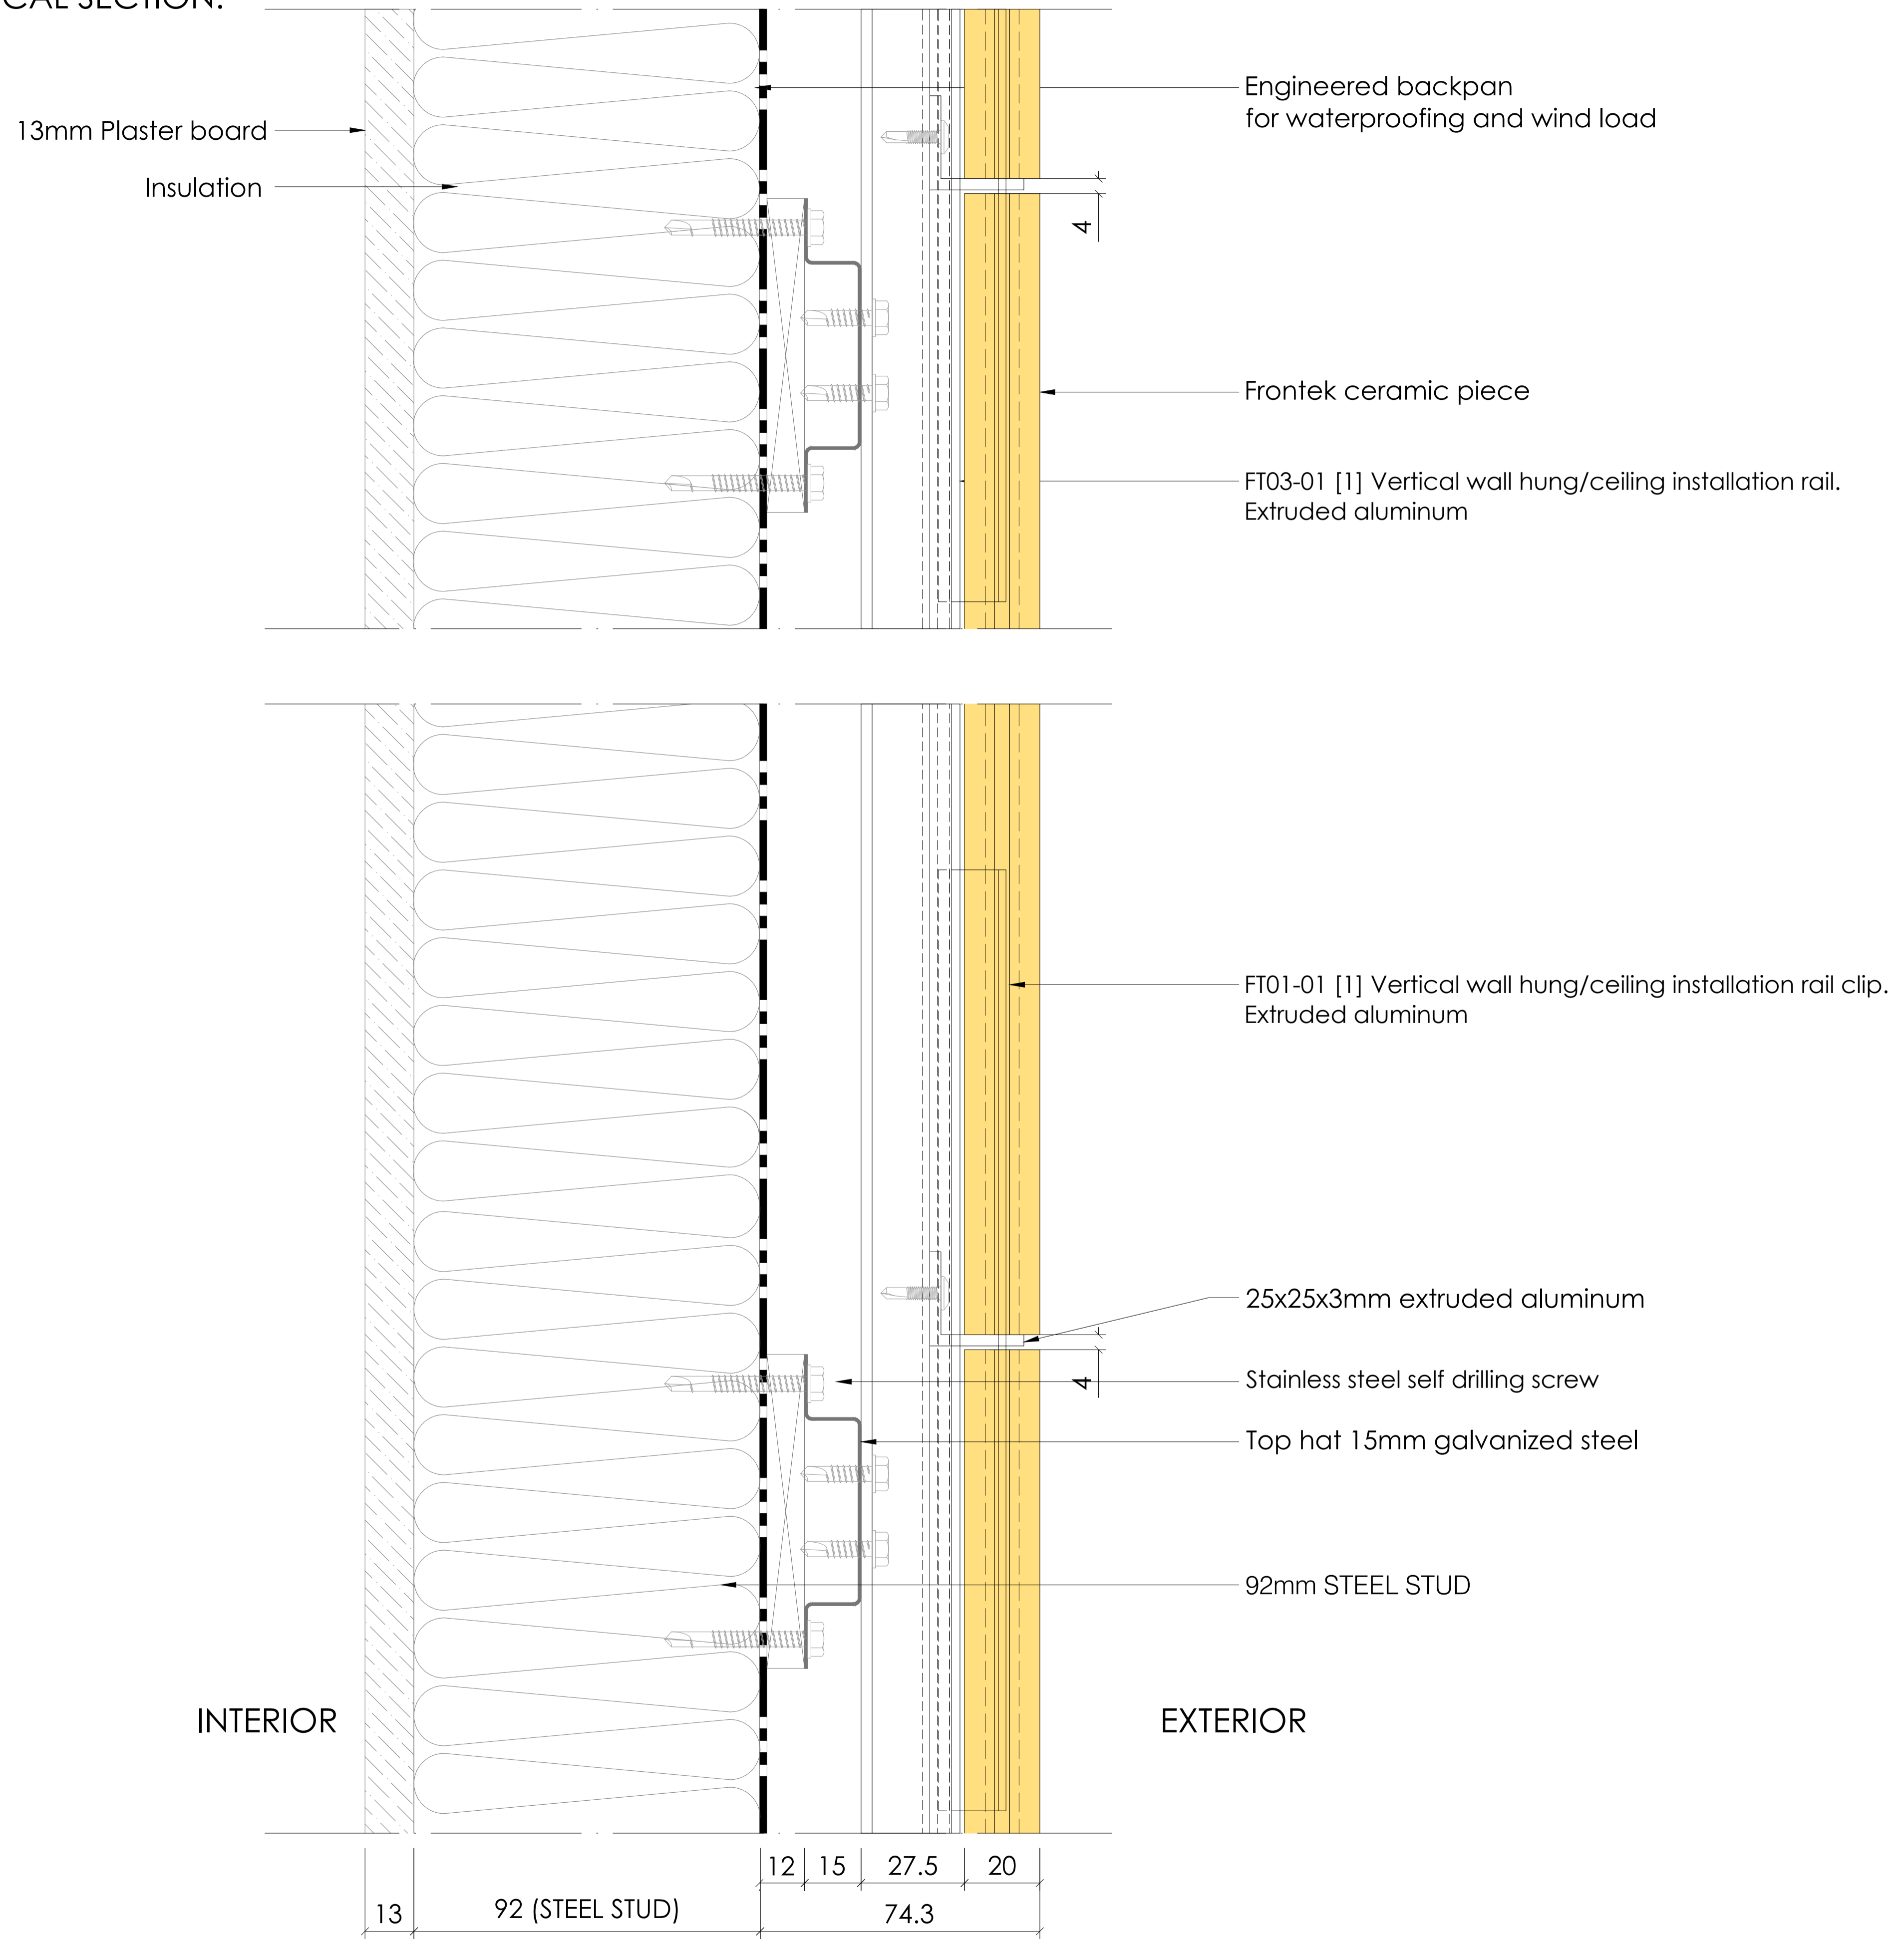 CAL SECTION.
Engineered backpan
for waterproofing and wind load
13mm Plaster board
Insulation
4
Frontek ceramic piece
FT03-01 [1] Vertical wall hung/ceiling installation rail.
Extruded aluminum
FT01-01 [1] Vertical wall hung/ceiling installation rail clip.
Extruded aluminum
25x25x3mm extruded aluminum
Stainless steel self drilling screw
4
Top hat 15mm galvanized steel
92mm STEEL STUD
INTERIOR
EXTERIOR
12 15 27.5 20
13 92 (STEEL STUD) 74.3